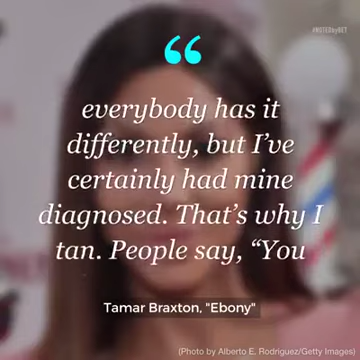 #NOTEDbyBET
“
everybody has it
differently, but I’ve
certainly had mine
diagnosed. That’s why I
tan. People say, “You
Tamar Braxton, "Ebony"
(Photo by Alberto E. Rodriguez/Getty Images)